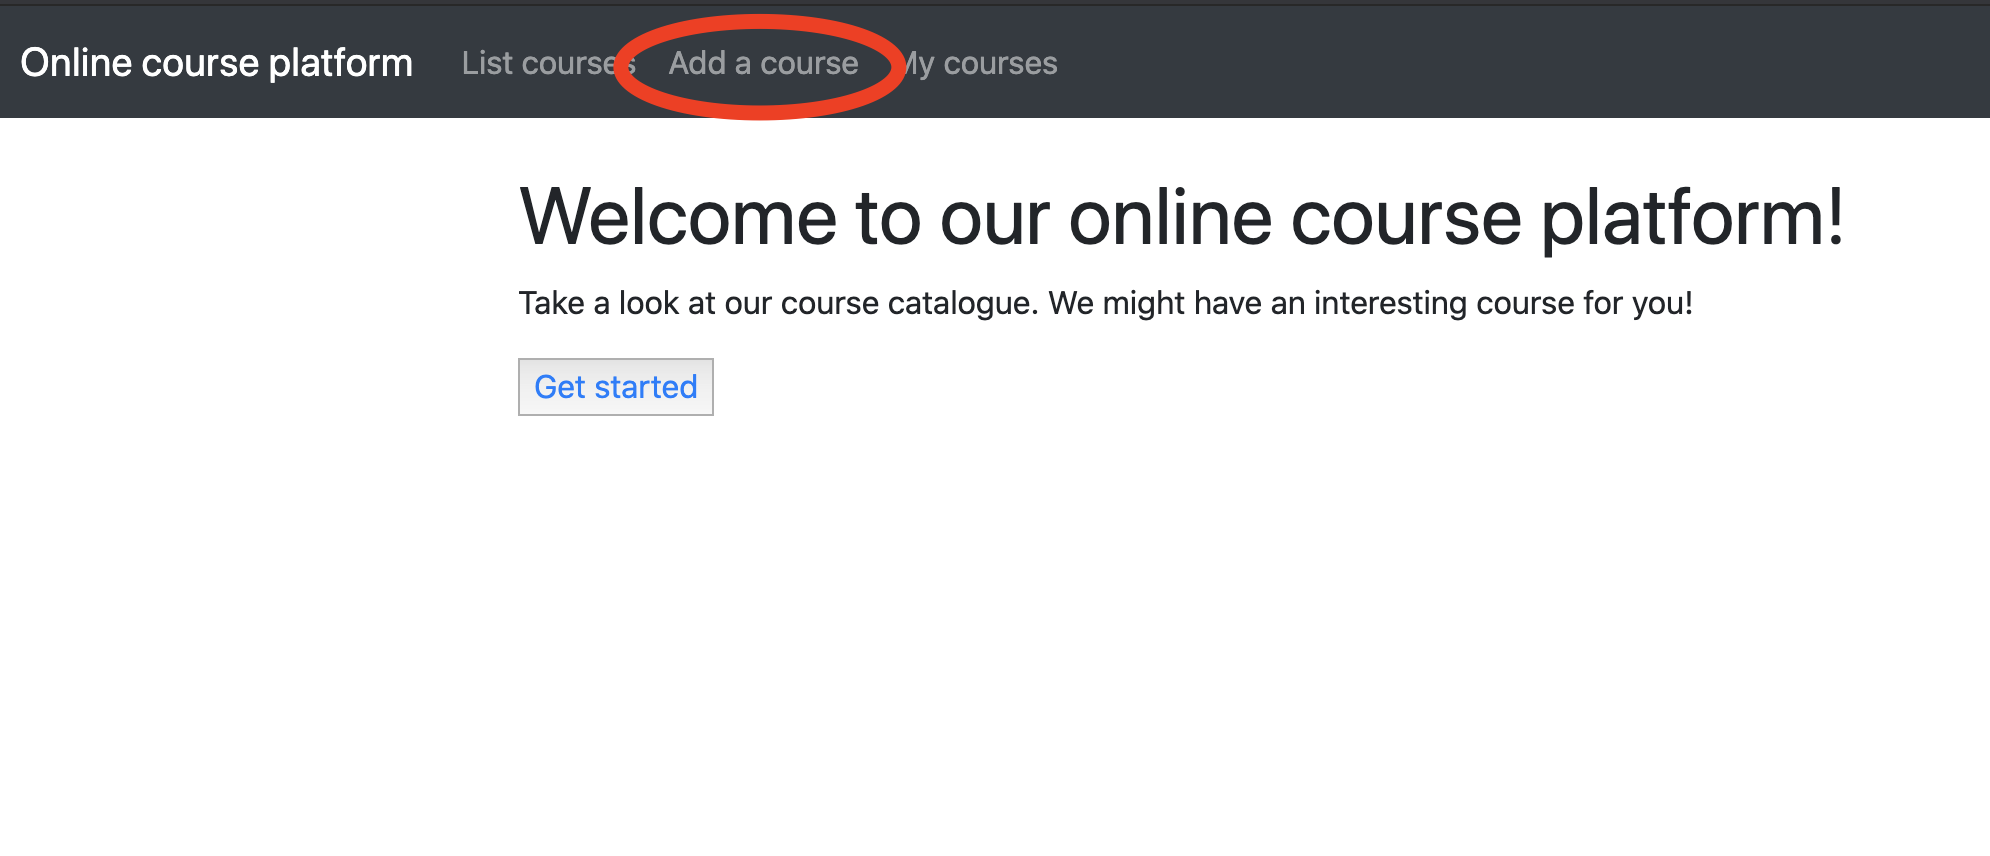 Online course platform List courses Add a course My courses
Welcome to our online course platform!
Take a look at our course catalogue. We might have an interesting course for you!
Get started